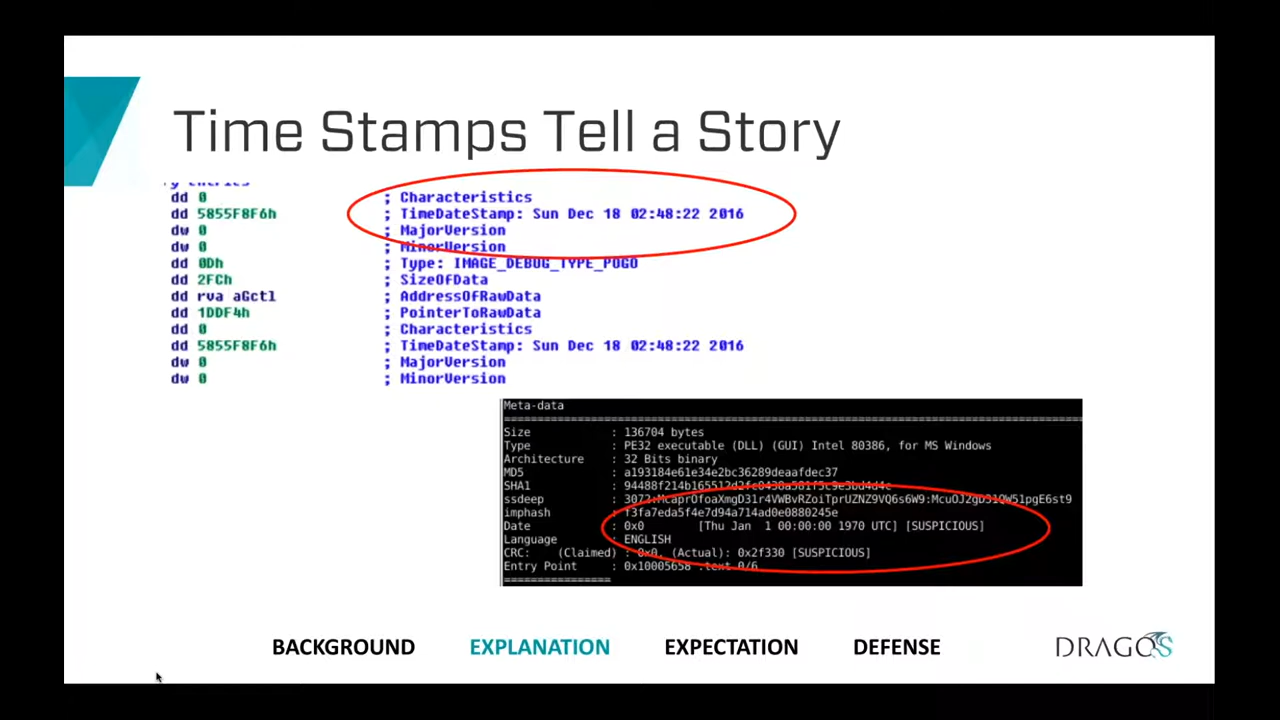 Time Stamps Tell a Story
dd 0 ; Characteristics
dd 5855F8F6h ; TimeDateStamp: Sun Dec 18 02:48:22 2016
dw 0 ; MajorVersion
dw 0 ; MinorVersion
dd 0Dh ; Type: IMAGE_DEBUG_TYPE_POGO
dd 2FCh ; SizeOfData
dd rva aGctl ; AddressOfRawData
dd 1DDF4h ; PointerToRawData
dd 0 ; Characteristics
dd 5855F8F6h ; TimeDateStamp: Sun Dec 18 02:48:22 2016
dw 0 ; MajorVersion
dw 0 ; MinorVersion
Meta-data
Size : 136704 bytes
Type : PE32 executable (DLL) (GUI) Intel 80386, for MS Windows
Architecture : 32 Bits binary
MD5 : a193184e61e34e2bc36289deaafdec37
SHA1 :
ssdeep :
imphash : f3fa7eda5f4e7d94a714ad0e0880245e
Date : 0x0 [Thu Jan 1 00:00:00 1970 UTC] [SUSPICIOUS]
Language : ENGLISH
CRC: (Claimed) : 0x0, (Actual): 0x2f330 [SUSPICIOUS]
Entry Point : 0x10005658 .text 0/6
BACKGROUND EXPLANATION EXPECTATION DEFENSE DRAGOS